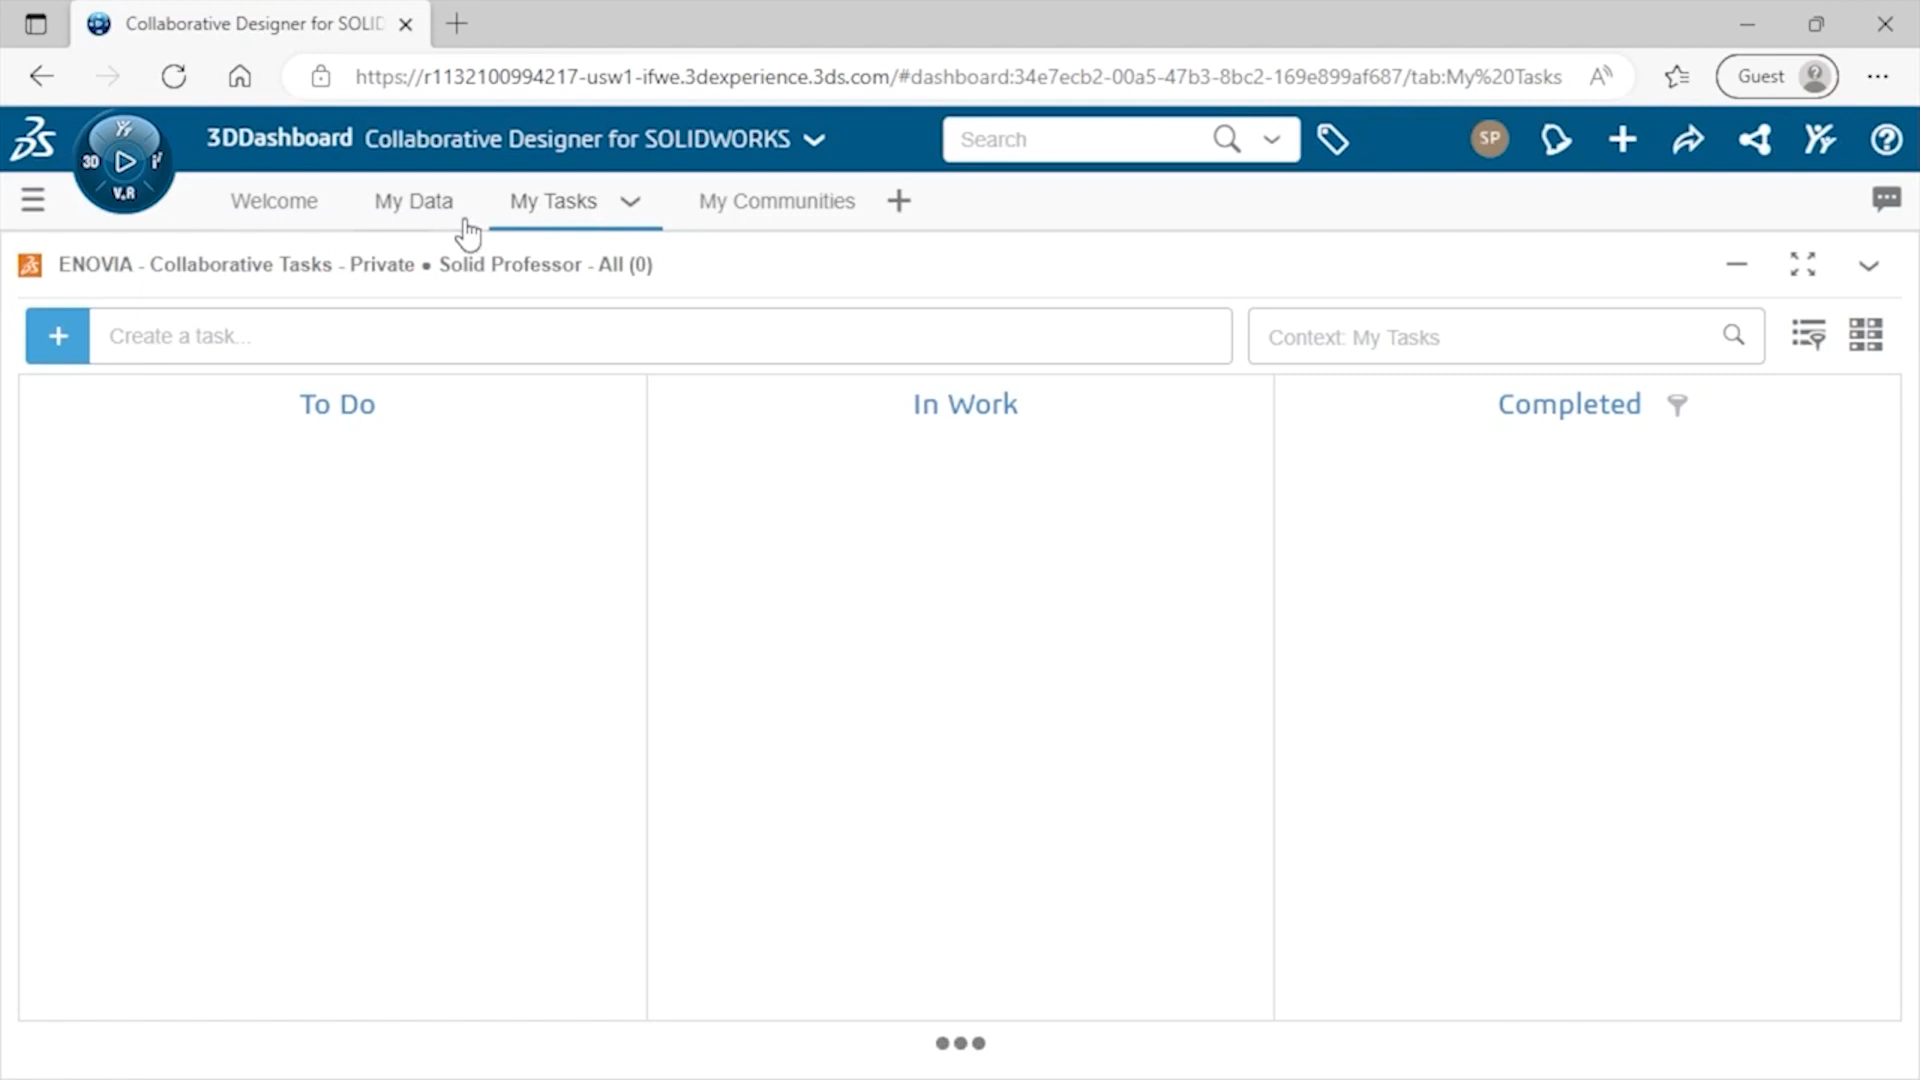 Collaborative Designer for SOLID
https://r1132100994217-usw1-ifwe.3dexperience.3ds.com/#dashboard:34e7ecb2-00a5-47b3-8bc2-169e899af687/tab:My%20Tasks
Guest
3DDashboard Collaborative Designer for SOLIDWORKS
Search
SP
3D
V.R
Welcome
My Data
My Tasks
My Communities
ENOVIA - Collaborative Tasks - Private • Solid Professor - All (0)
Create a task...
Context: My Tasks
To Do
In Work
Completed